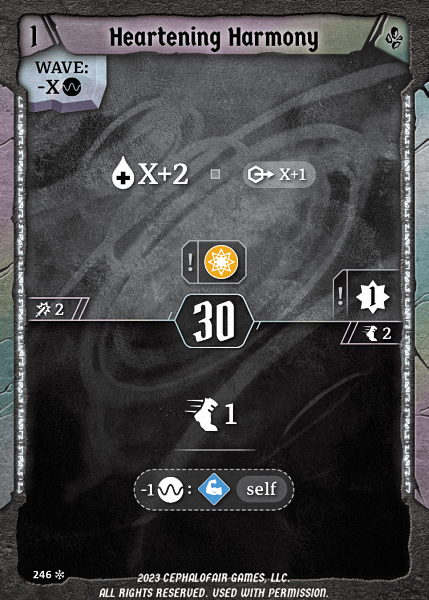 1 Heartening Harmony
WAVE:
-X
X+2 X+1
!
! 1
2 30
2
1
-1 : self
246
2023 CEPHALOFAIR GAMES, LLC.
ALL RIGHTS RESERVED. USED WITH PERMISSION.